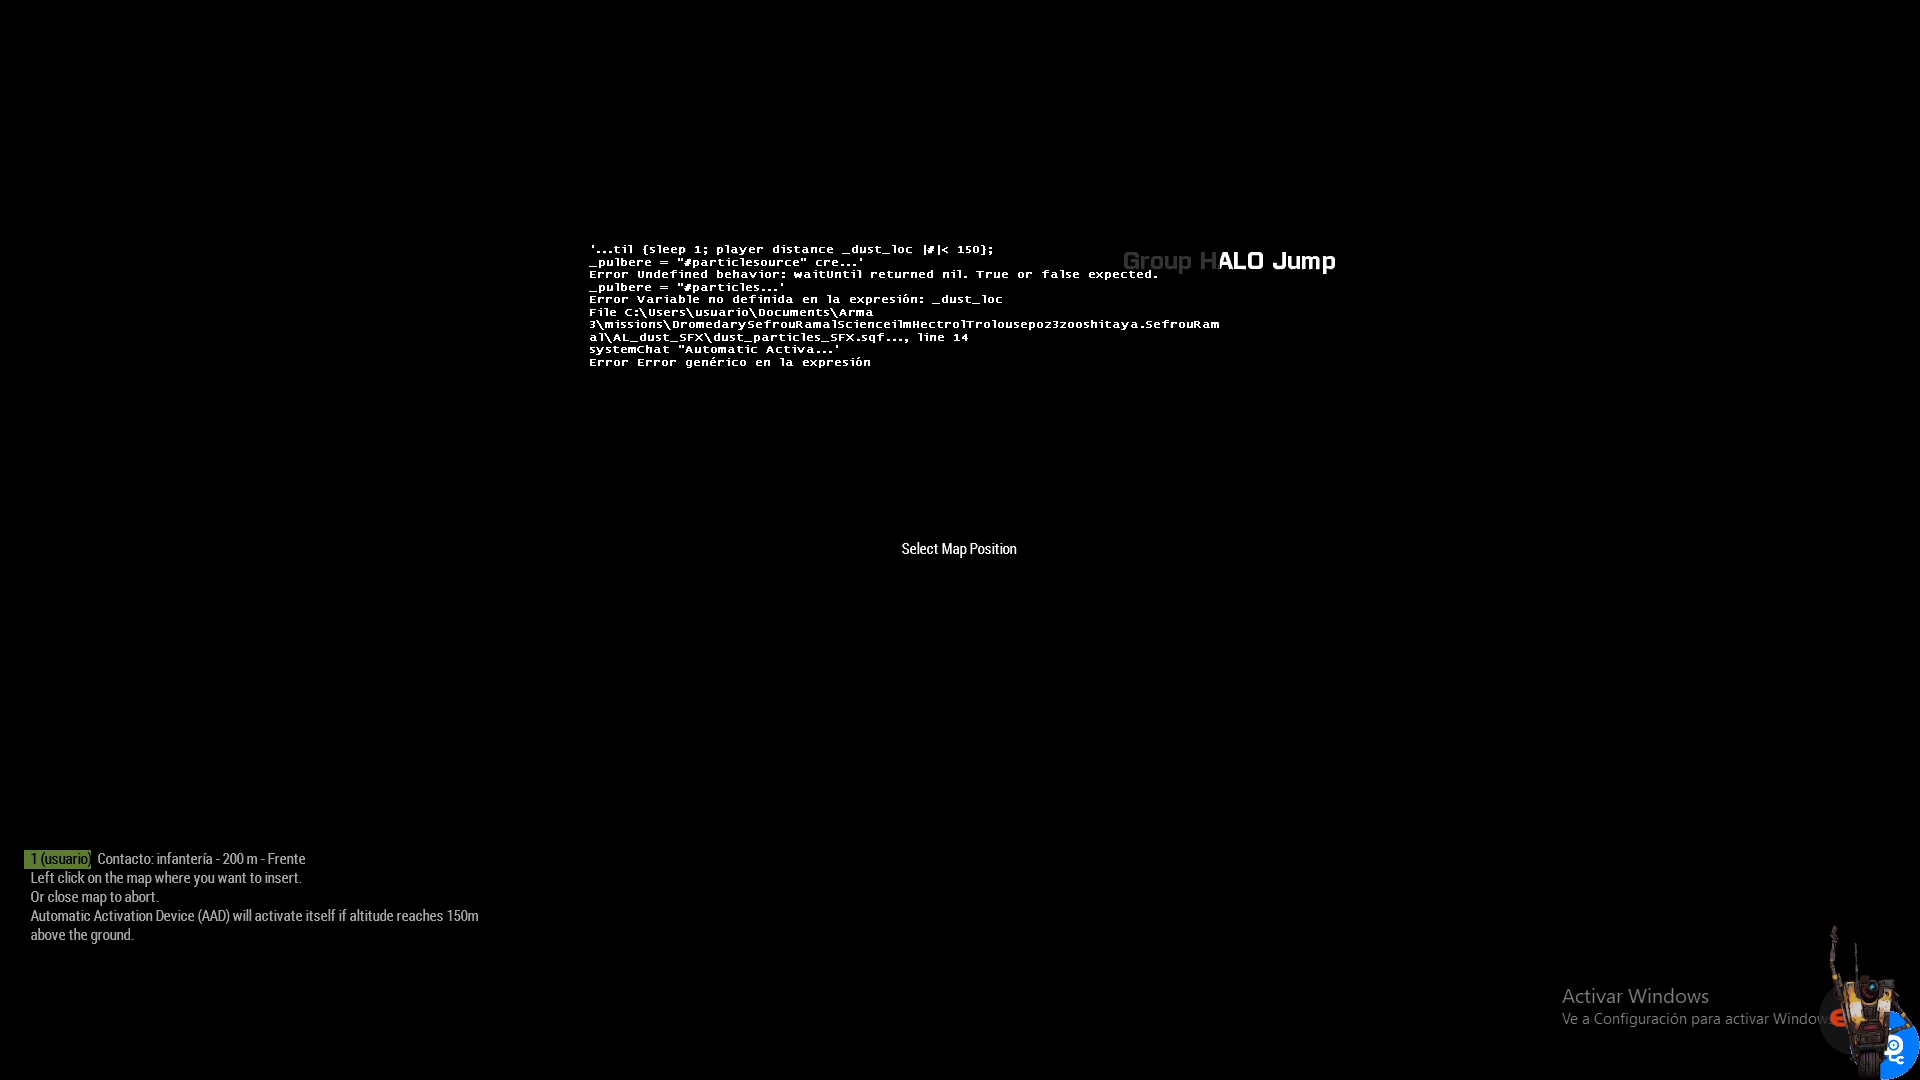 '...til {sleep 1; player distance _dust_loc |#|< 150};
_pulbere = "#particlesource" cre...'
Error Undefined behavior: waitUntil returned nil. True or false expected.
_pulbere = "#particles...'
Error Variable no definida en la expresión: _dust_loc
File C:\Users\usuario\Documents\Arma
3\missions\DromedarySefrouRamalScienceilmHectrolTrolousepoz3zooshitaya.SefrouRam
al\AL_dust_SFX\dust_particles_SFX.sqf..., line 14
systemChat "Automatic Activa...'
Error Error genérico en la expresión
Group HALO Jump
Select Map Position
1 (usuario) Contacto: infantería - 200 m - Frente
Left click on the map where you want to insert.
Or close map to abort.
Automatic Activation Device (AAD) will activate itself if altitude reaches 150m
above the ground.
Activar Windows
Ve a Configuración para activar Windows